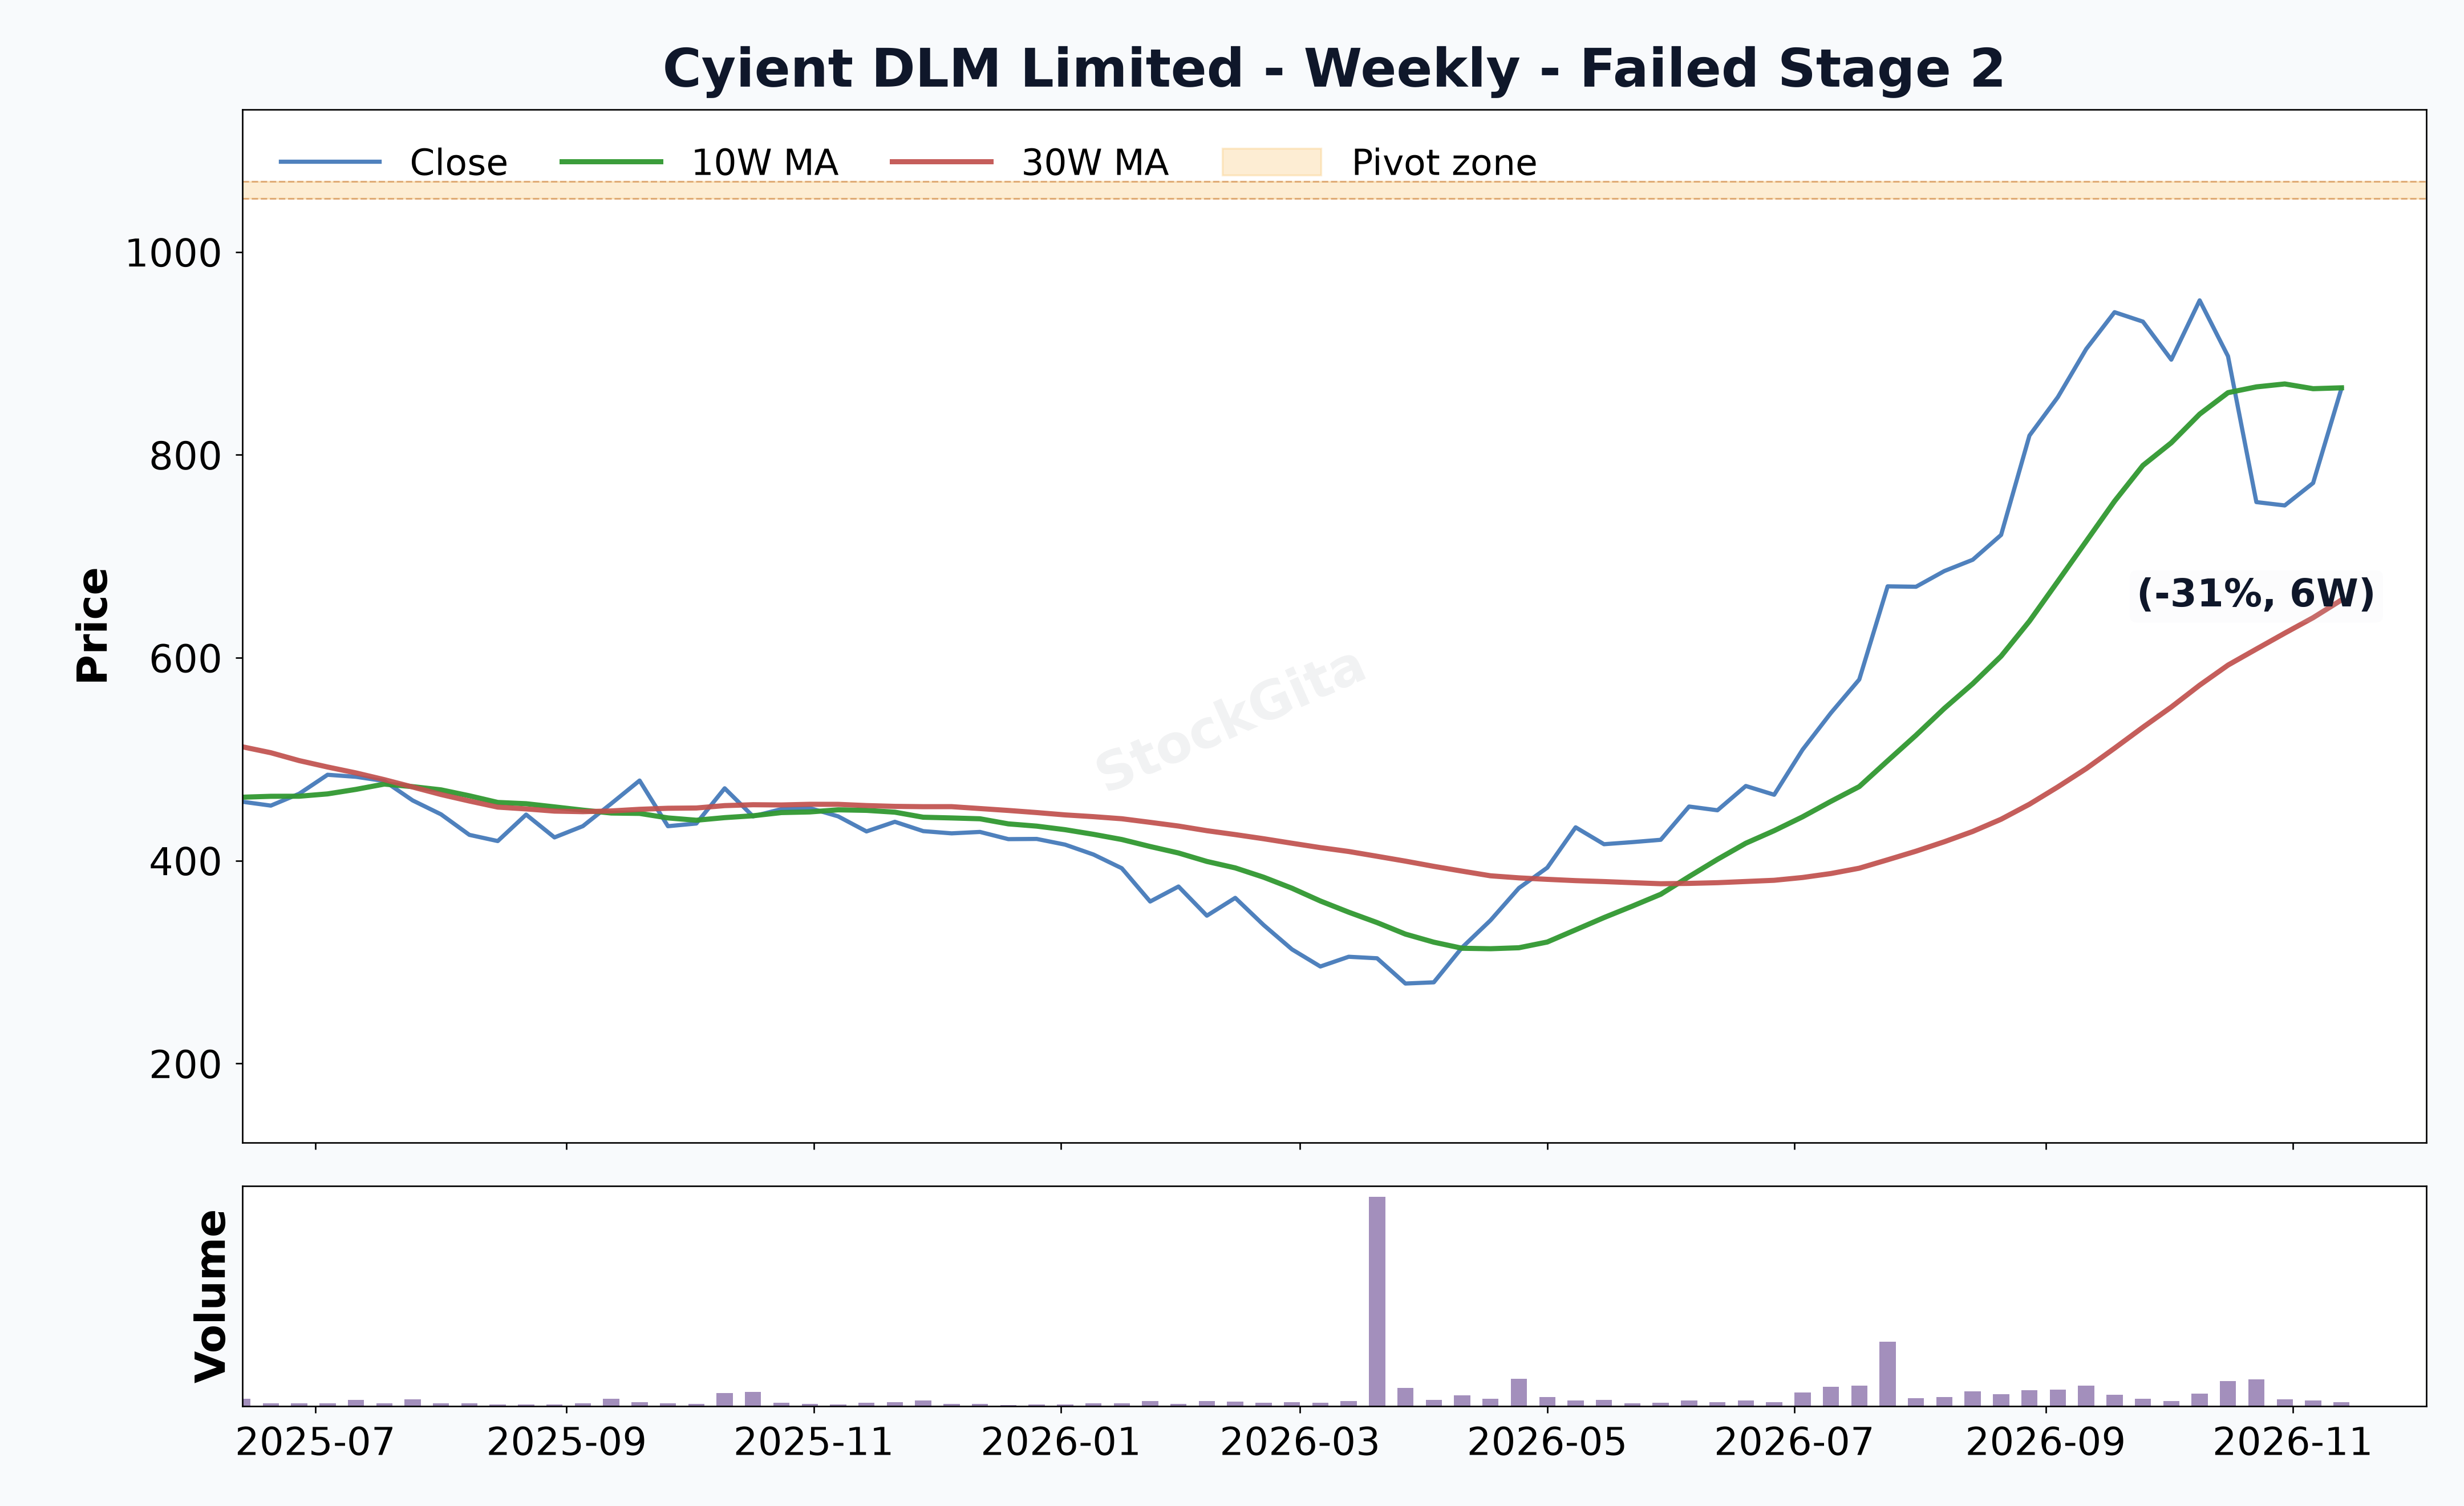 Cyient DLM Limited - Weekly - Failed Stage 2
Close
10W MA
30W MA
Pivot zone
1000
800
600
400
200
Price
(-31%, 6W)
StockGita
Volume
2025-07
2025-09
2025-11
2026-01
2026-03
2026-05
2026-07
2026-09
2026-11